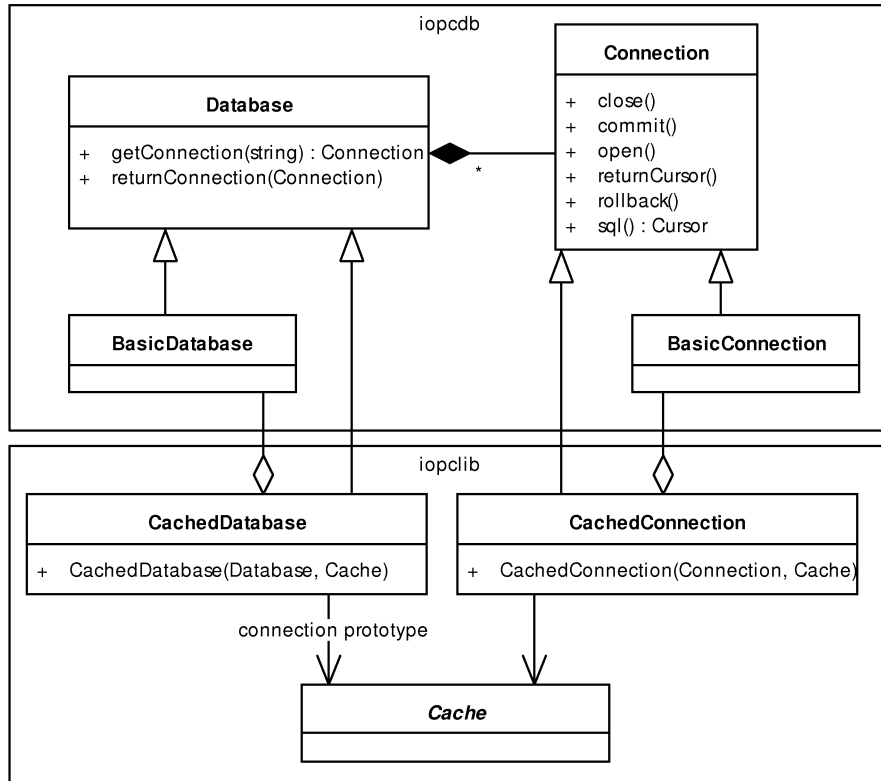 iopcdb
Database
+ getConnection(string) : Connection
+ returnConnection(Connection)
*
Connection
+ close()
+ commit()
+ open()
+ returnCursor()
+ rollback()
+ sql() : Cursor
BasicDatabase
BasicConnection
iopclib
CachedDatabase
+ CachedDatabase(Database, Cache)
CachedConnection
+ CachedConnection(Connection, Cache)
connection prototype
Cache